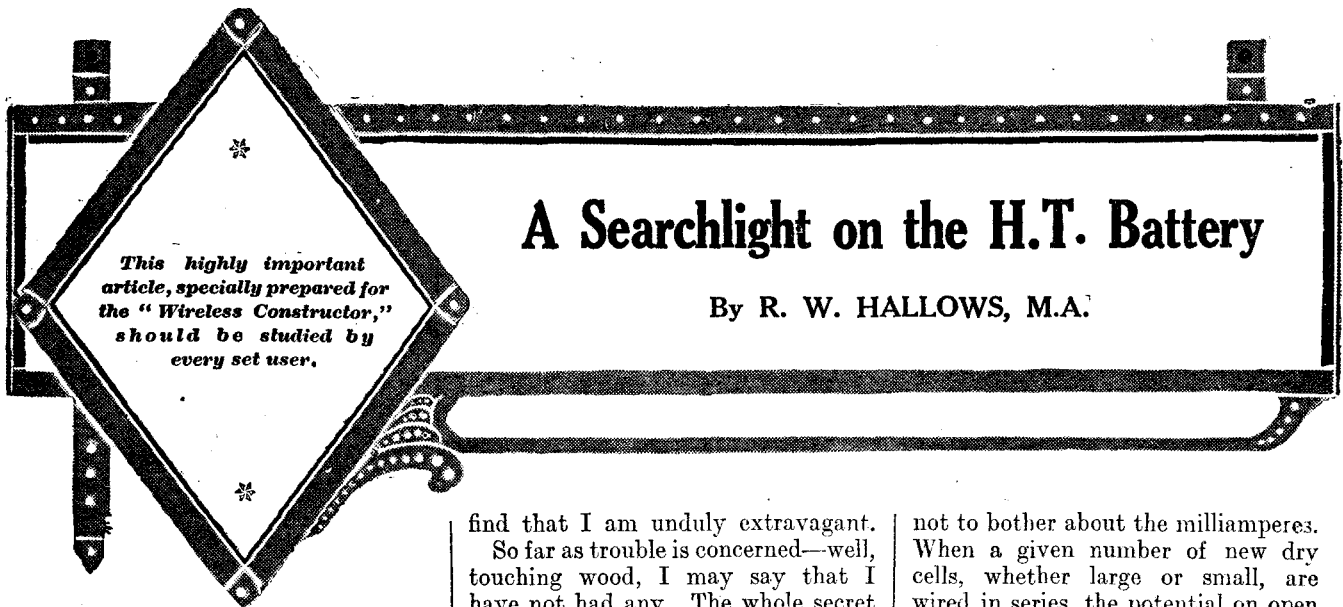 This highly important
article, specially prepared for
the “ Wireless Constructor,”
should be studied by
every set user.
A Searchlight on the H.T. Battery
By R. W. HALLOWS, M.A.
find that I am unduly extravagant.
So far as trouble is concerned—well,
touching wood, I may say that I
have not had any. The whole secret
not to bother about the milliamperes.
When a given number of new dry
cells, whether large or small, are
wired in series, the potential on open